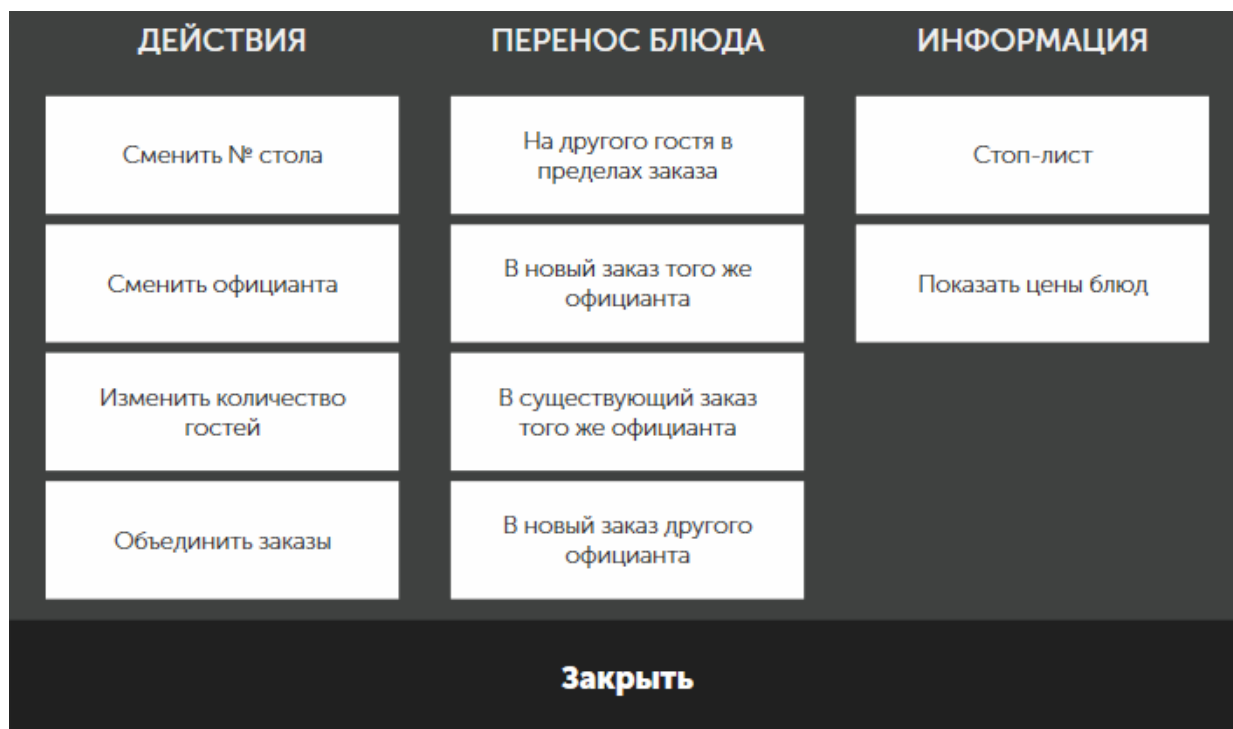 ДЕЙСТВИЯ
Сменить № стола
Сменить официанта
Изменить количество
гостей
Объединить заказы
ПЕРЕНОС БЛЮДА
На другого гостя в
пределах заказа
В новый заказ того же
официанта
В существующий заказ
того же официанта
В новый заказ другого
официанта
ИНФОРМАЦИЯ
Стоп-лист
Показать цены блюд
Закрыть